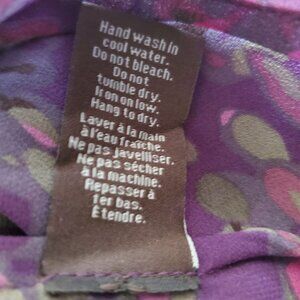 Hand wash in
cool water.
Do not bleach.
Do not
tumble dry.
Iron on low.
Hang to dry.
Laver à la main
à l'eau fraîche.
Ne pas javelliser.
Ne pas sécher
à la machine.
Repasser à
1er bas.
Étendre.